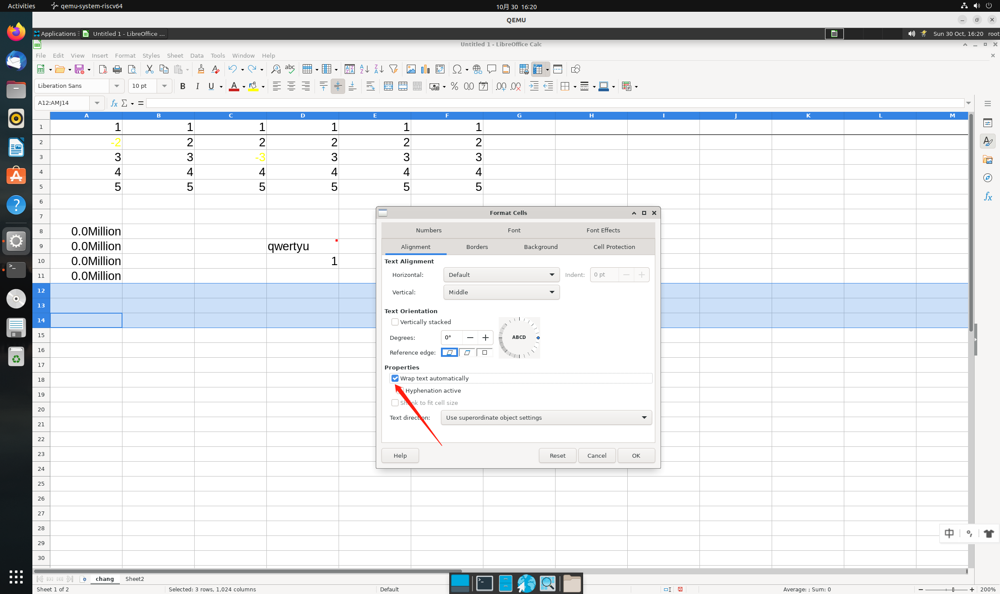 Activities qemu-system-riscv64 10月 30 16:20
QEMU
Applications Untitled 1 - LibreOffice ... Sun 30 Oct, 16:20 root
Untitled 1 - LibreOffice Calc
File Edit View Insert Format Styles Sheet Data Tools Window Help
Liberation Sans 10 pt
A12:AMJ14
A B C D E F G H I J K L M
1 1 1 1 1 1 1
2 -2 2 2 2 2 2
3 3 3 -3 3 3 3
4 4 4 4 4 4 4
5 5 5 5 5 5 5
6
7
8 0.0Million
9 0.0Million qwertyu
10 0.0Million 1
11 0.0Million
12
13
14
15
16
17
18
19
20
21
22
23
24
25
26
27
28
29
30
Format Cells
Numbers Font Font Effects
Alignment Borders Background Cell Protection
Text Alignment
Horizontal: Default Indent: 0 pt
Vertical: Middle
Text Orientation
Vertically stacked
Degrees: 0° ABCD
Reference edge:
Properties
Wrap text automatically
Hyphenation active
Shrink to fit cell size
Text direction: Use superordinate object settings
Help Reset Cancel OK
中
chang Sheet2
Sheet 1 of 2 Selected: 3 rows, 1,024 columns Default Average: ; Sum: 0 200%